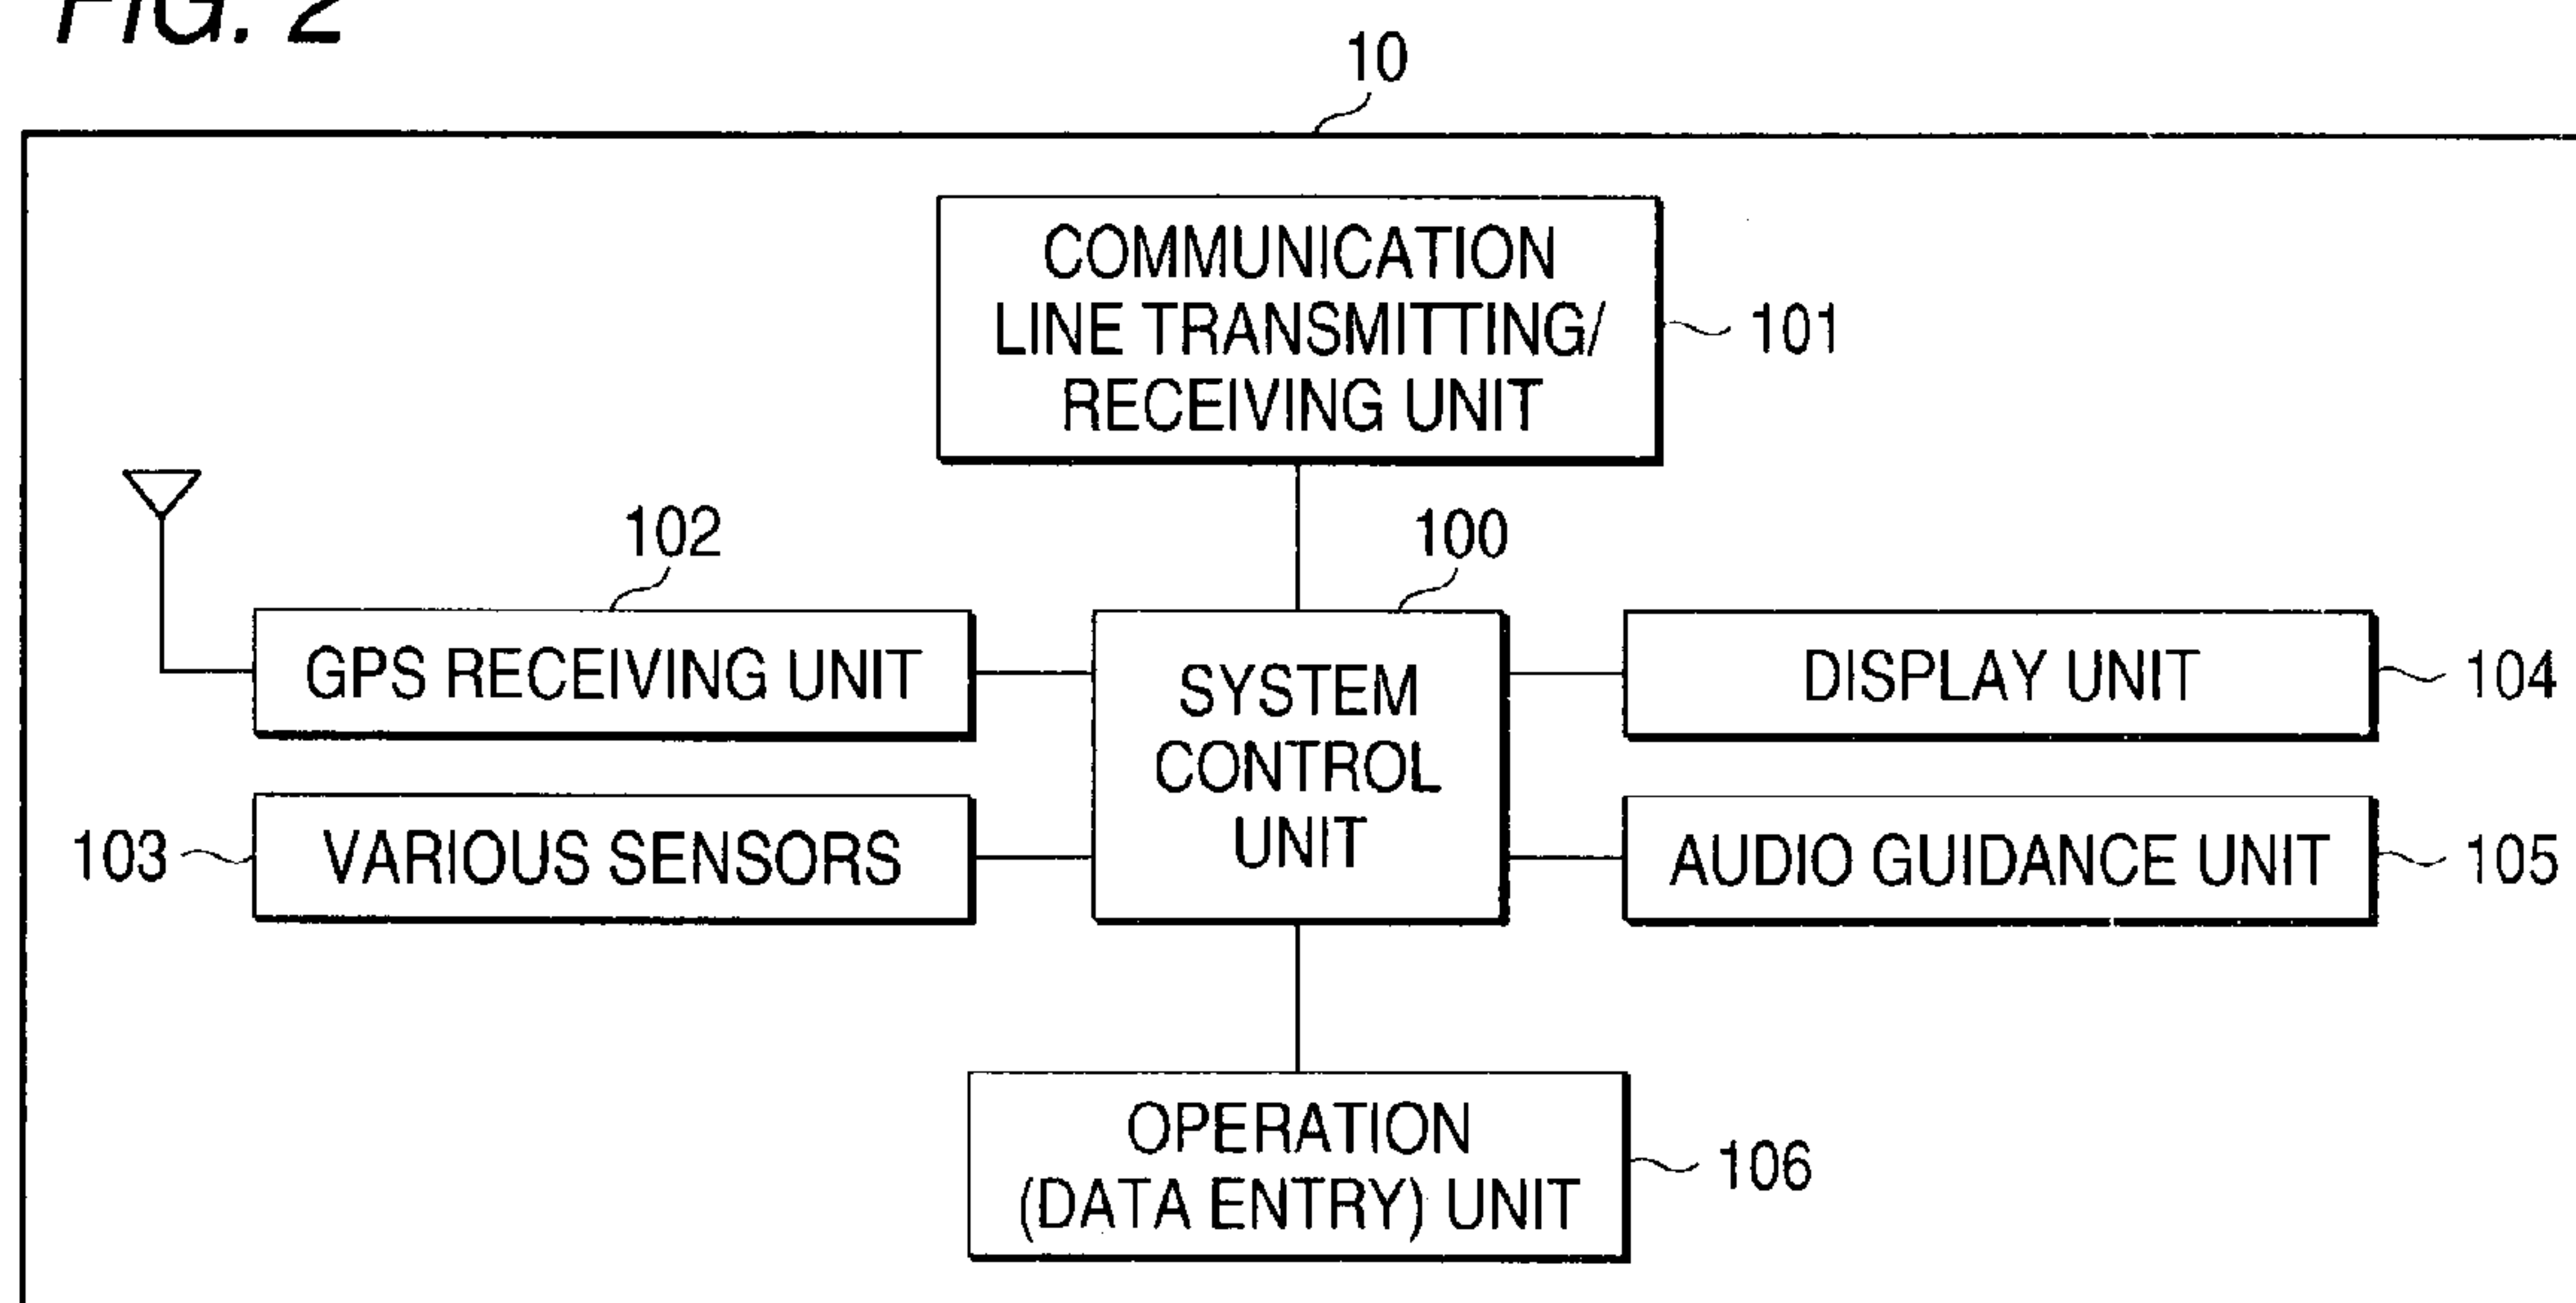 FIG. 2
10
COMMUNICATION
LINE TRANSMITTING/
RECEIVING UNIT
101
102
100
GPS RECEIVING UNIT
SYSTEM
CONTROL
UNIT
DISPLAY UNIT
104
103
VARIOUS SENSORS
AUDIO GUIDANCE UNIT
105
OPERATION
(DATA ENTRY) UNIT
106